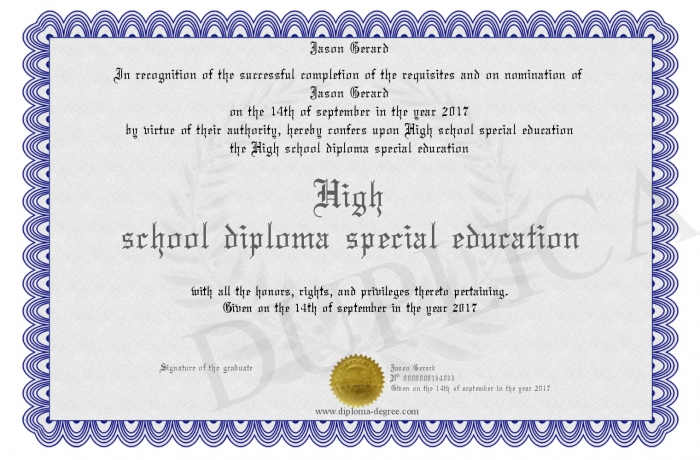 Jason Gerard
In recognition of the successful completion of the requisites and on nomination of
Jason Gerard
on the 14th of september in the year 2017
by virtue of their authority, hereby confers upon High school special education
the High school diploma special education
High
school diploma special education
with all the honors, rights, and privileges thereto pertaining.
Given on the 14th of september in the year 2017
Signature of the graduate
Jason Gerard
Given on the 14th of september in the year 2017
www.diploma-degree.com
DUPLICA